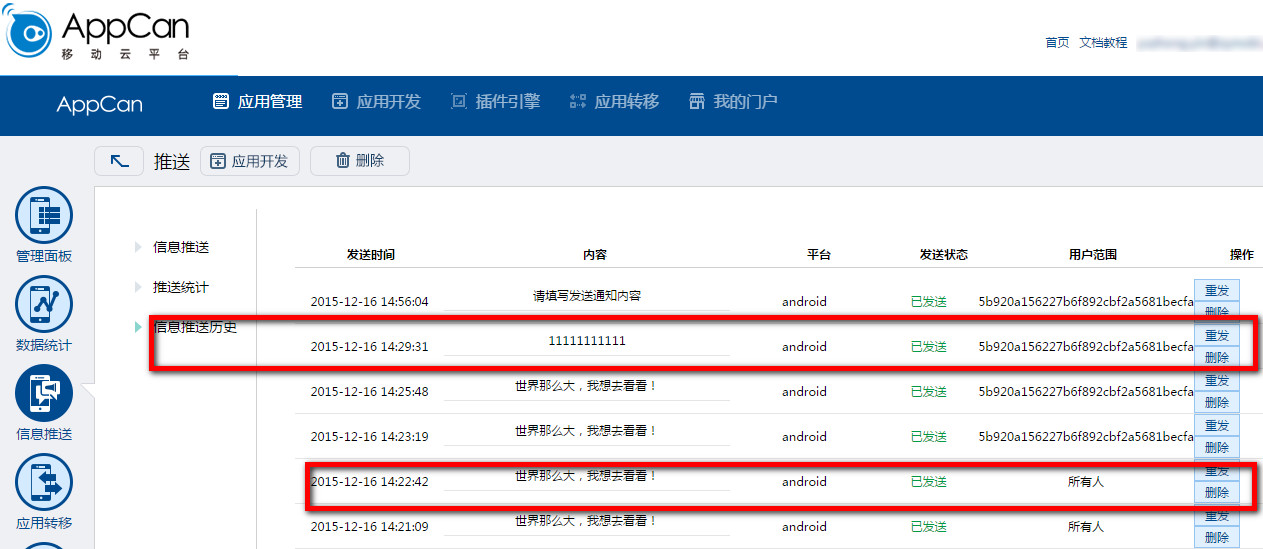 AppCan
移动云平台
首页 文档教程
AppCan 应用管理 应用开发 插件引擎 应用转移 我的门户
推送 应用开发 删除
管理面板
数据统计
信息推送
应用转移
信息推送
推送统计
信息推送历史
发送时间 内容 平台 发送状态 用户范围 操作
2015-12-16 14:56:04 请填写发送通知内容 android 已发送 5b920a156227b6f892cbf2a5681becfa 重发 删除
2015-12-16 14:29:31 11111111111 android 已发送 5b920a156227b6f892cbf2a5681becfa 重发 删除
2015-12-16 14:25:48 世界那么大，我想去看看！ android 已发送 5b920a156227b6f892cbf2a5681becfa 重发 删除
2015-12-16 14:23:19 世界那么大，我想去看看！ android 已发送 5b920a156227b6f892cbf2a5681becfa 重发 删除
2015-12-16 14:22:42 世界那么大，我想去看看！ android 已发送 所有人 重发 删除
2015-12-16 14:21:09 世界那么大，我想去看看！ android 已发送 所有人 重发 删除